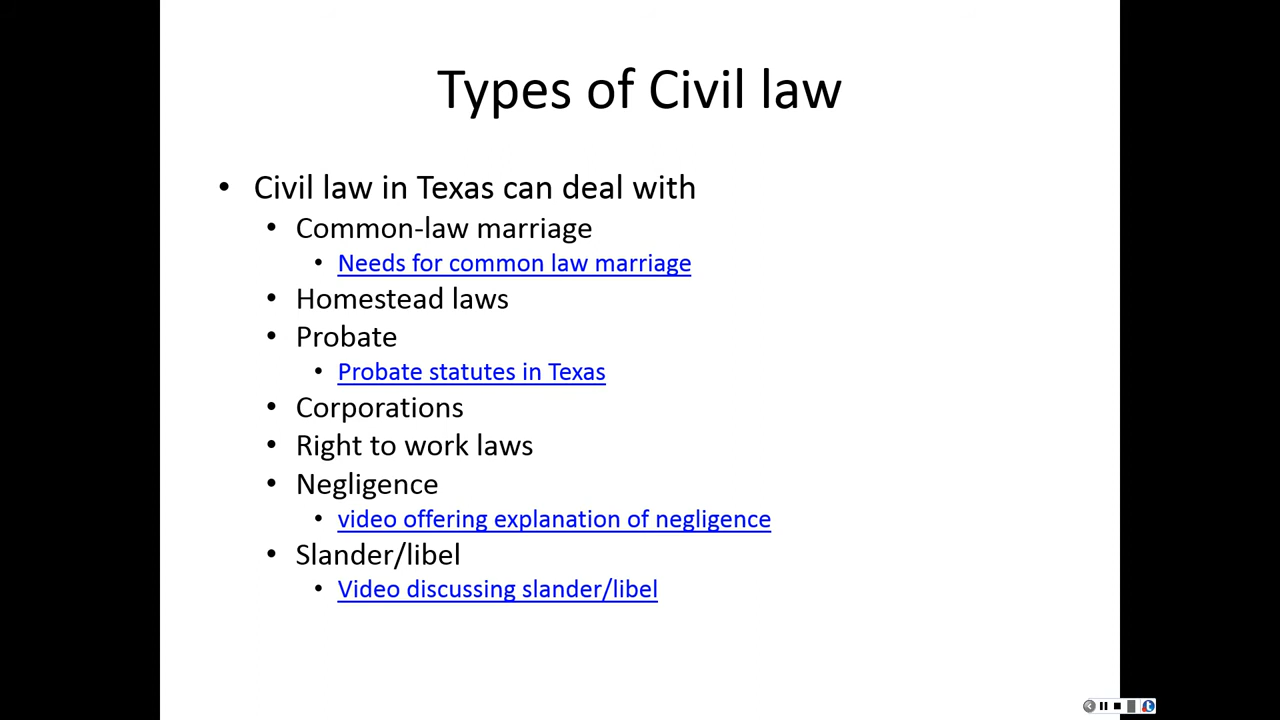 Types of Civil law
• Civil law in Texas can deal with
• Common-law marriage
• Needs for common law marriage
• Homestead laws
• Probate
• Probate statutes in Texas
• Corporations
• Right to work laws
• Negligence
• video offering explanation of negligence
• Slander/libel
• Video discussing slander/libel